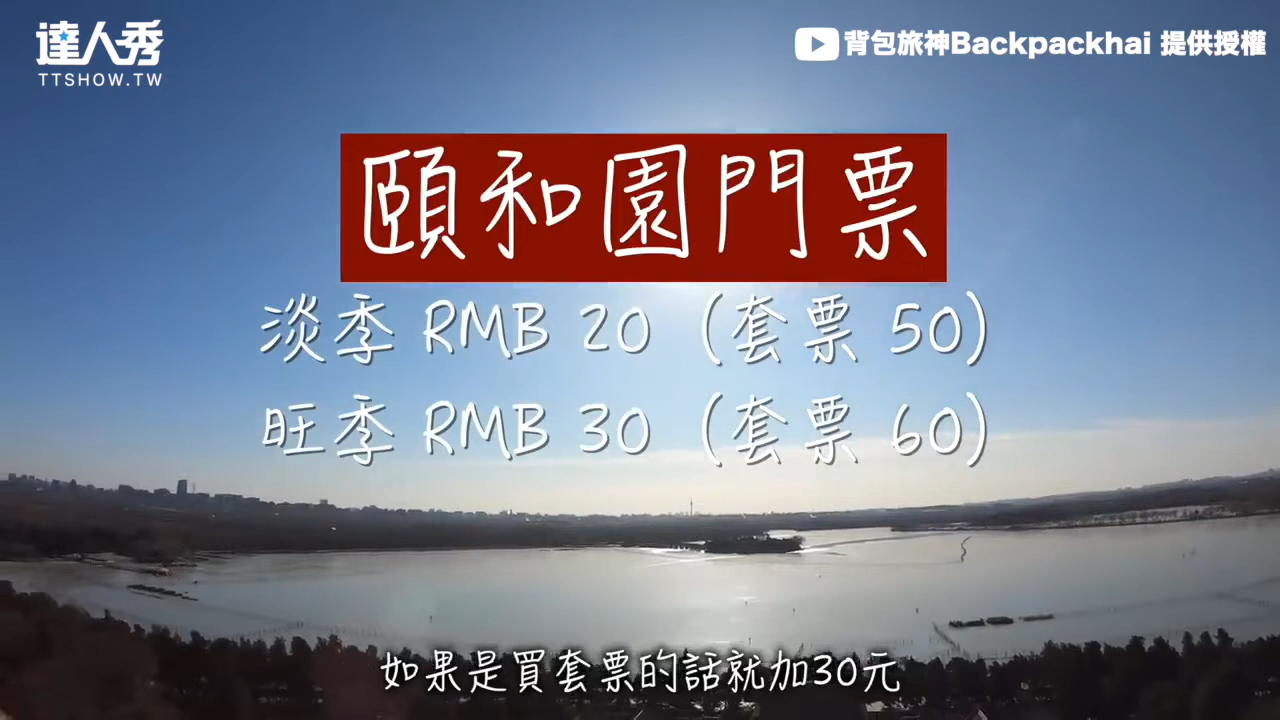 達人秀
TTSHOW.TW
背包旅神Backpackhai 提供授權
頤和園門票
淡季 RMB 20 (套票 50)
旺季 RMB 30 (套票 60)
如果是買套票的話就加30元